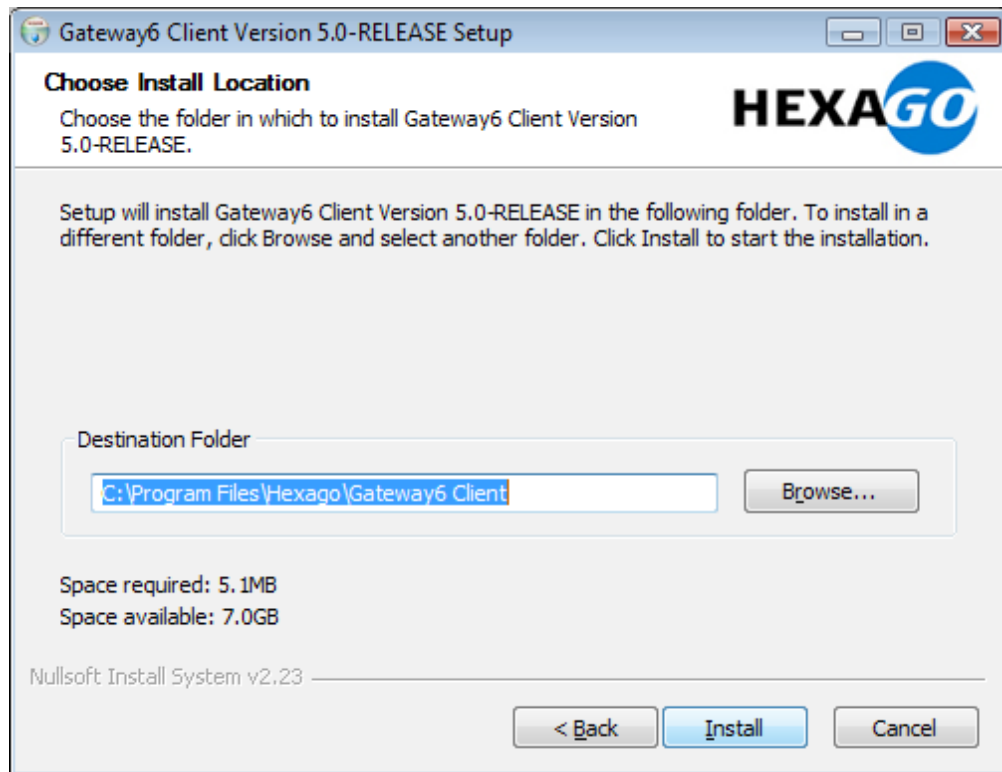 Gateway6 Client Version 5.0-RELEASE Setup
Choose Install Location
Choose the folder in which to install Gateway6 Client Version
5.0-RELEASE.
HEXAGO
Setup will install Gateway6 Client Version 5.0-RELEASE in the following folder. To install in a
different folder, click Browse and select another folder. Click Install to start the installation.
Destination Folder
C:\Program Files\Hexago\Gateway6 Client
Browse...
Space required: 5.1MB
Space available: 7.0GB
Nullsoft Install System v2.23
< Back
Install
Cancel